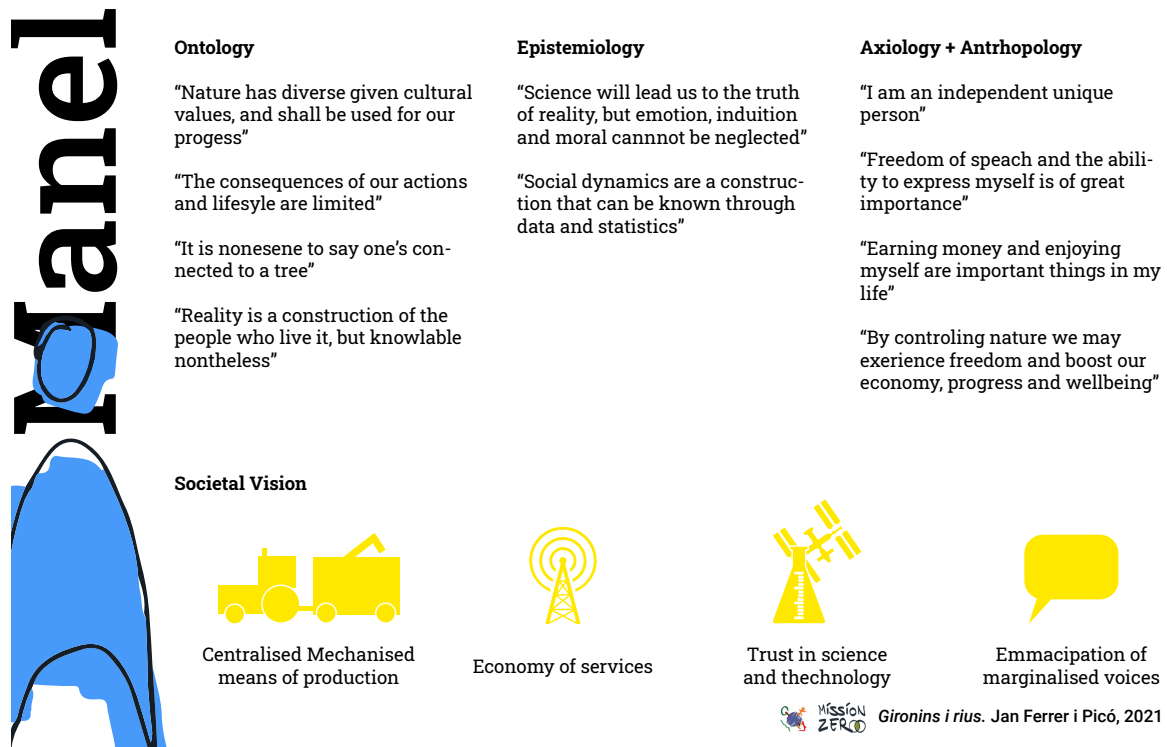 Manel
Ontology
“Nature has diverse given cultural
values, and shall be used for our
progess”
“The consequences of our actions
and lifesyle are limited”
“It is nonesene to say one’s con-
nected to a tree”
“Reality is a construction of the
people who live it, but knowlable
nontheless”
Epistemiology
“Science will lead us to the truth
of reality, but emotion, induition
and moral cannnot be neglected”
“Social dynamics are a construc-
tion that can be known through
data and statistics”
Axiology + Antrhopology
“I am an independent unique
person”
“Freedom of speach and the abili-
ty to express myself is of great
importance”
“Earning money and enjoying
myself are important things in my
life”
“By controling nature we may
exerience freedom and boost our
economy, progress and wellbeing”
Societal Vision
Centralised Mechanised
means of production
Economy of services
Trust in science
and thechnology
Emmacipation of
marginalised voices
MISSION
ZERO
Gironins i rius. Jan Ferrer i Picó, 2021